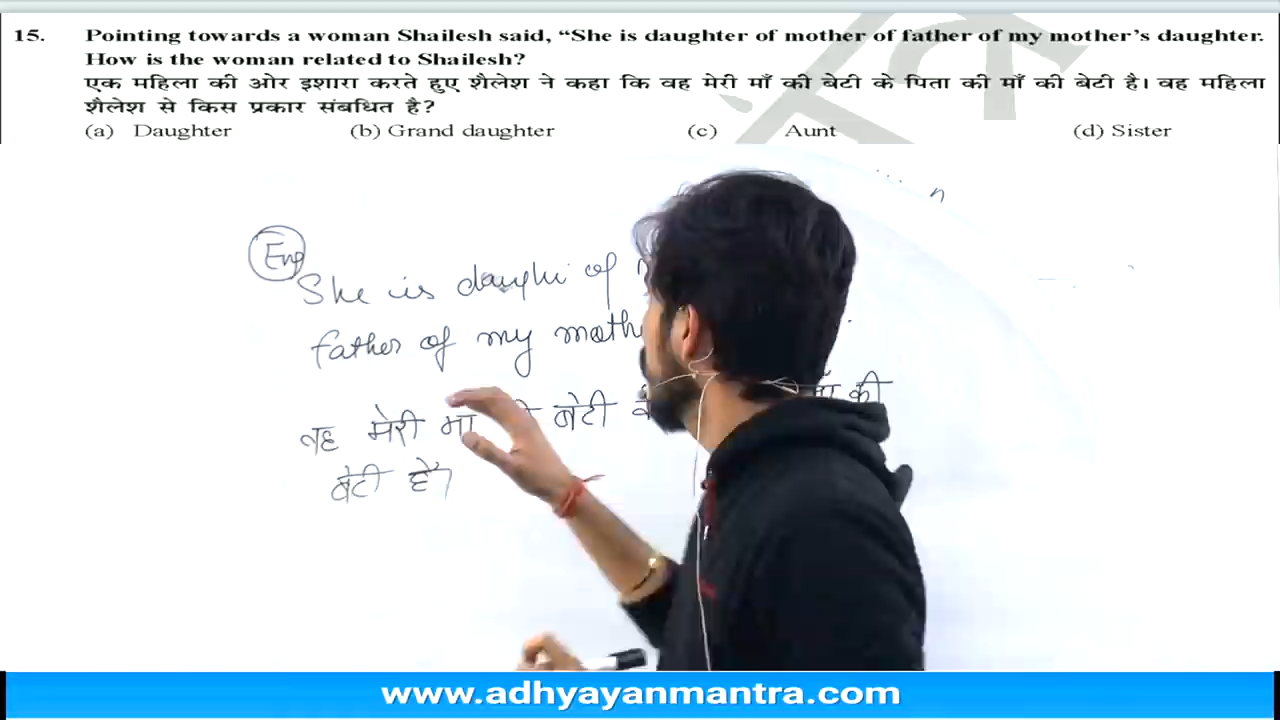 15. Pointing towards a woman Shailesh said, “She is daughter of mother of father of my mother’s daughter.
How is the woman related to Shailesh?
एक महिला की ओर इशारा करते हुए शैलेश ने कहा कि वह मेरी माँ की बेटी के पिता की माँ की बेटी है। वह महिला
शैलेश से किस प्रकार संबधित है?
(a) Daughter (b) Grand daughter (c) Aunt (d) Sister
n
Eng
She is daughe of
father of my moth
वह मेरी मा बेटी माँ की
बेटी है।
www.adhyayanmantra.com